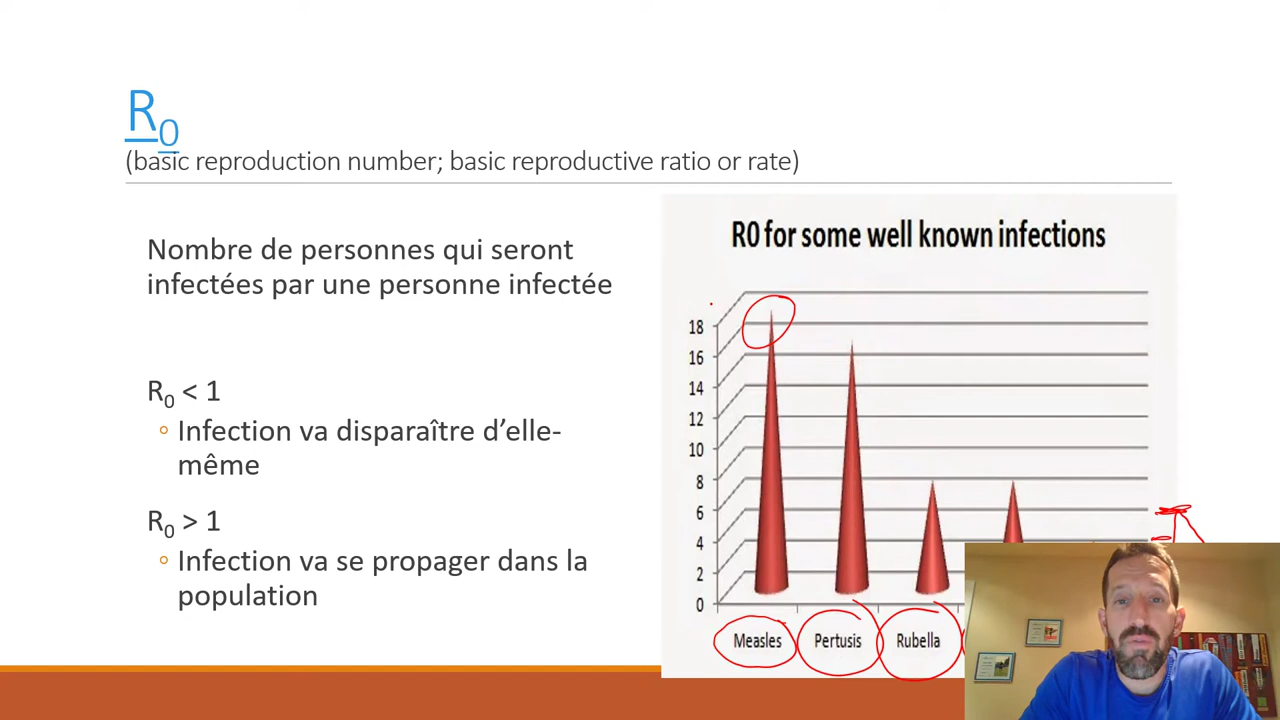 R0
(basic reproduction number; basic reproductive ratio or rate)
Nombre de personnes qui seront
infectées par une personne infectée
R0 < 1
Infection va disparaître d’elle-
même
R0 > 1
Infection va se propager dans la
population
R0 for some well known infections
18
16
14
12
10
8
6
4
2
0
Measles
Pertusis
Rubella